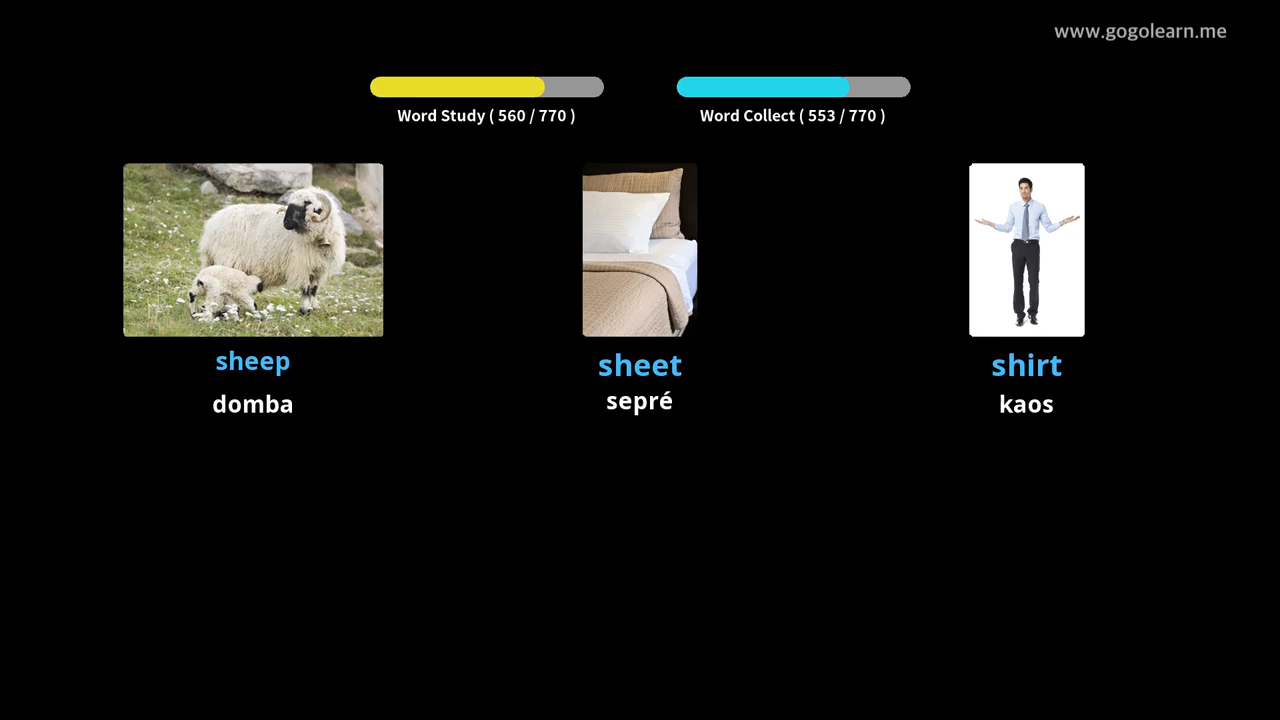 www.gogolearn.me
Word Study ( 560 / 770 )
Word Collect ( 553 / 770 )
sheep
domba
sheet
sepré
shirt
kaos